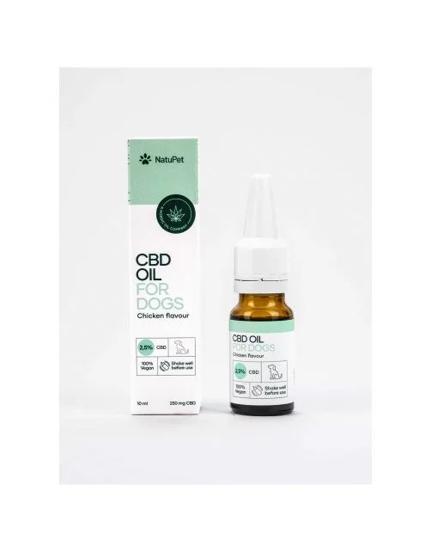 NatuPet
CBD
OIL
FOR
DOGS
Chicken flavour
2,5% CBD
100%
Vegan
Shake well
before use
10 ml
250 mg CBD
CBD OIL
FOR DOGS
Chicken flavour
2,5% CBD
100%
Vegan
Shake well
before use